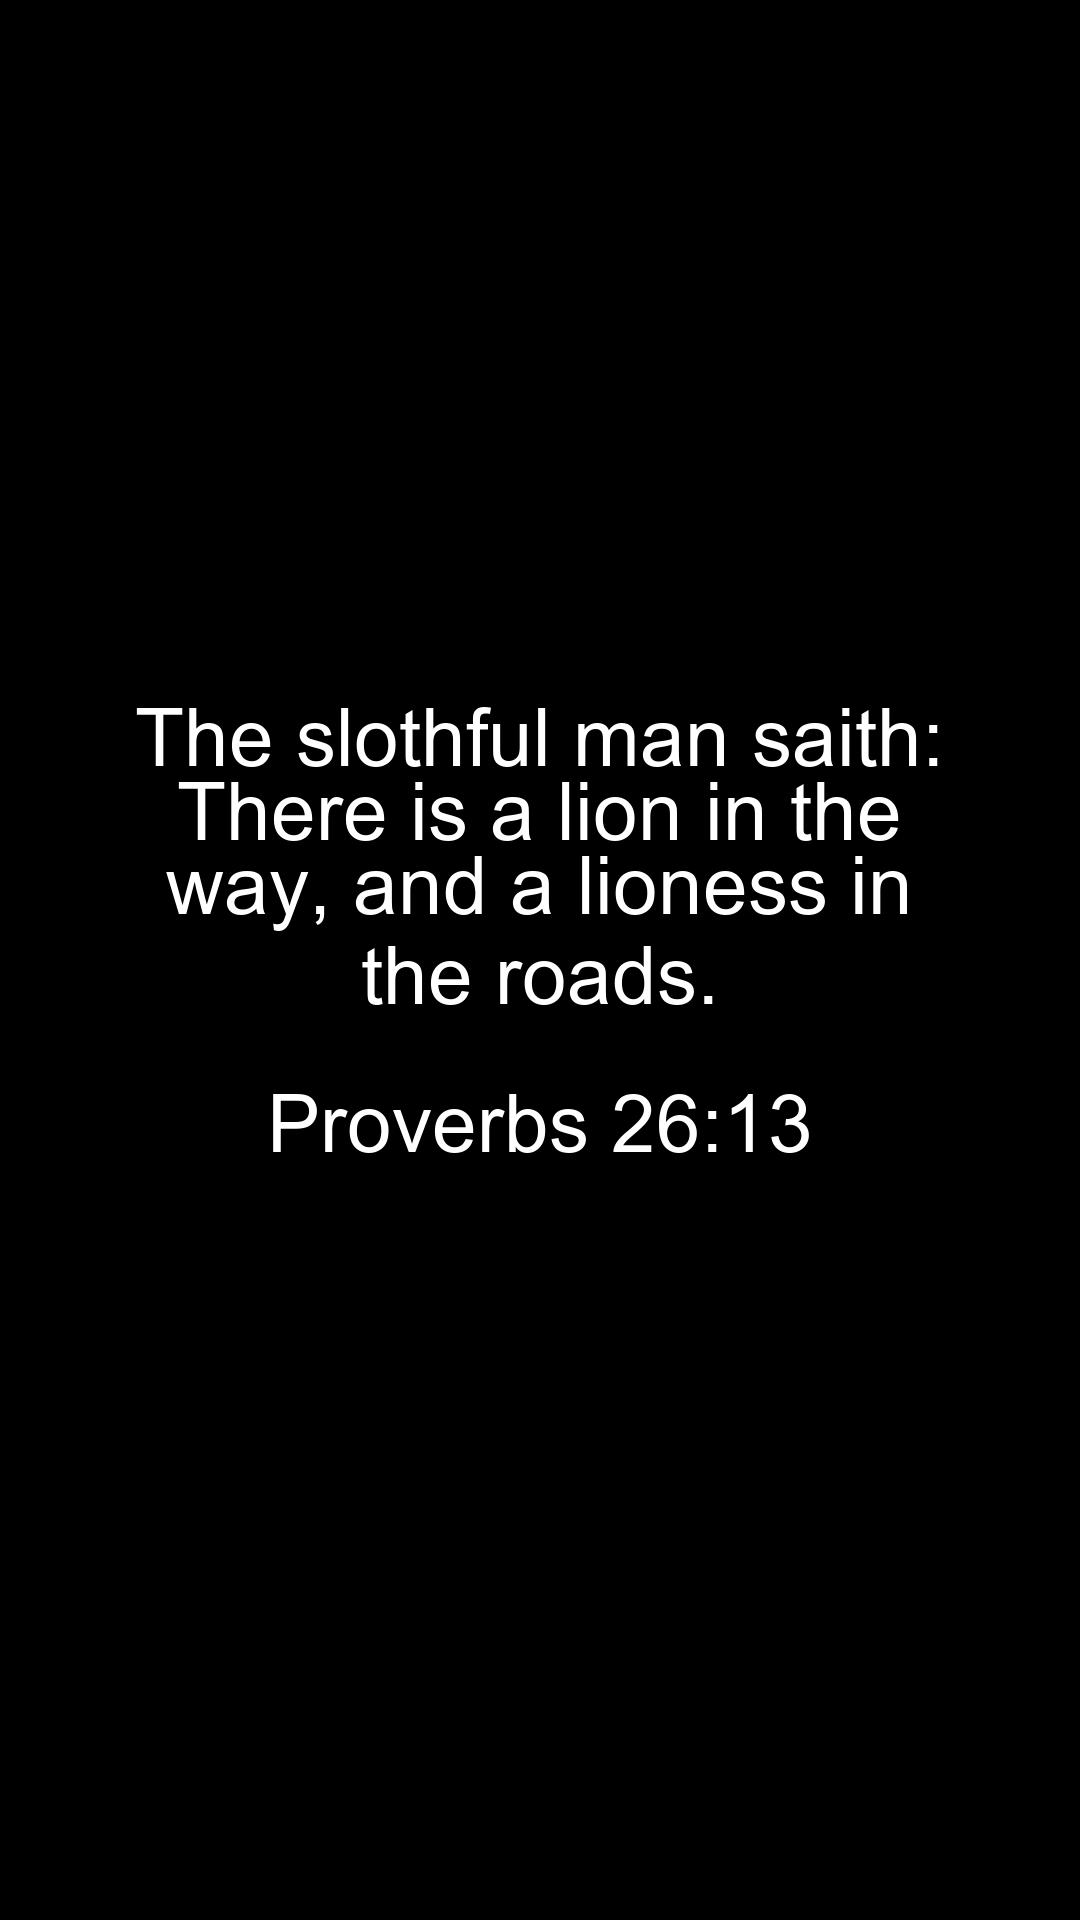 The slothful man saith:
There is a lion in the
way, and a lioness in
the roads.
Proverbs 26:13